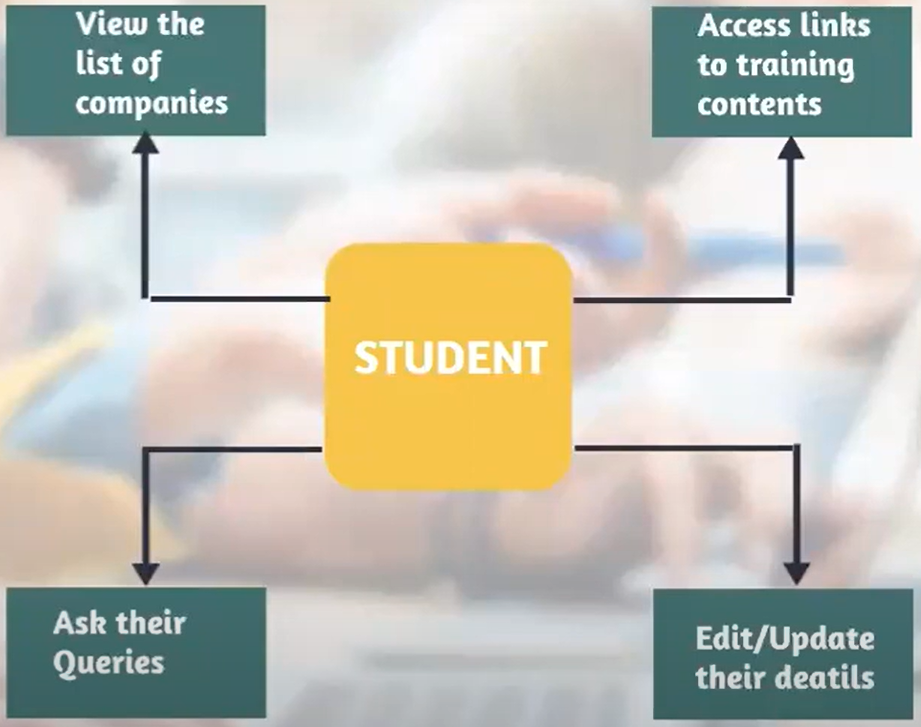 View the
list of
companies
Access links
to training
contents
STUDENT
Ask their
Queries
Edit/Update
their deatils